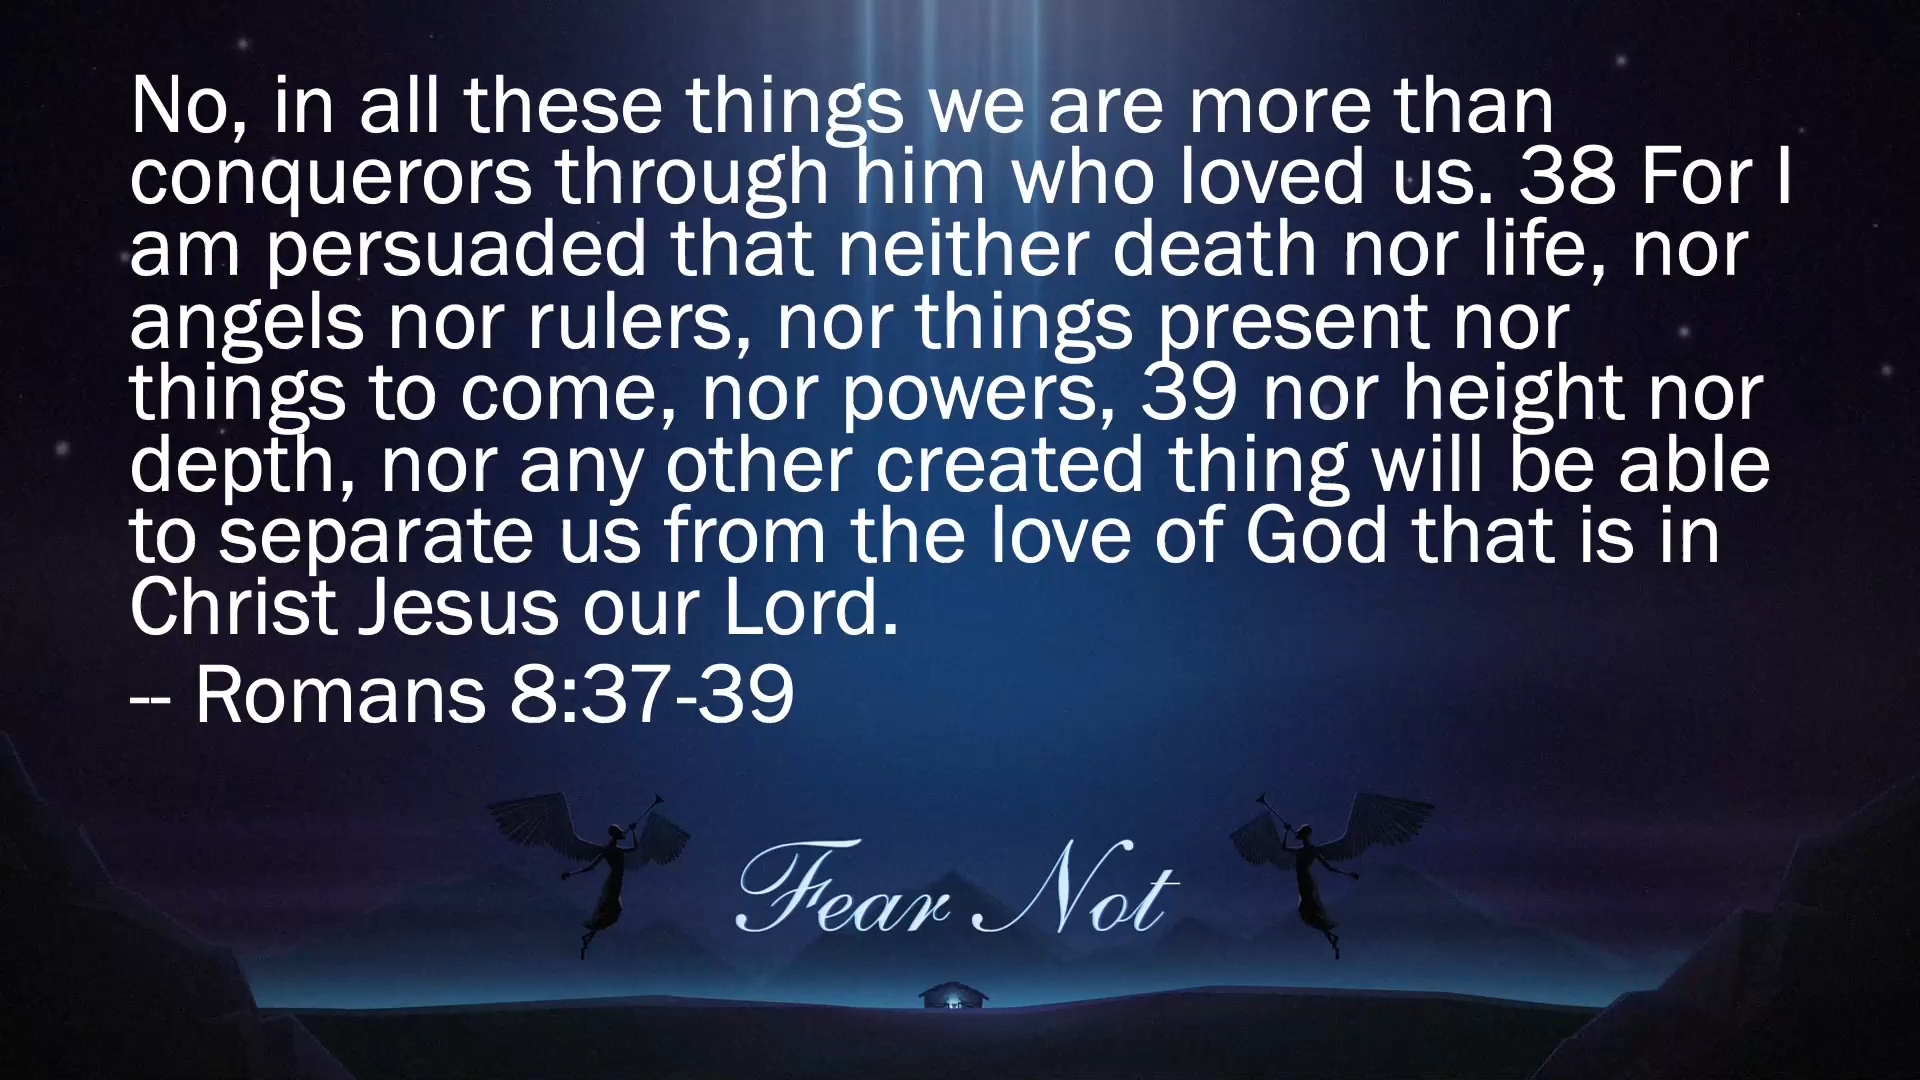 No, in all these things we are more than
conquerors through him who loved us. 38 For I
am persuaded that neither death nor life, nor
angels nor rulers, nor things present nor
things to come, nor powers, 39 nor height nor
depth, nor any other created thing will be able
to separate us from the love of God that is in
Christ Jesus our Lord.
-- Romans 8:37-39
Fear Not